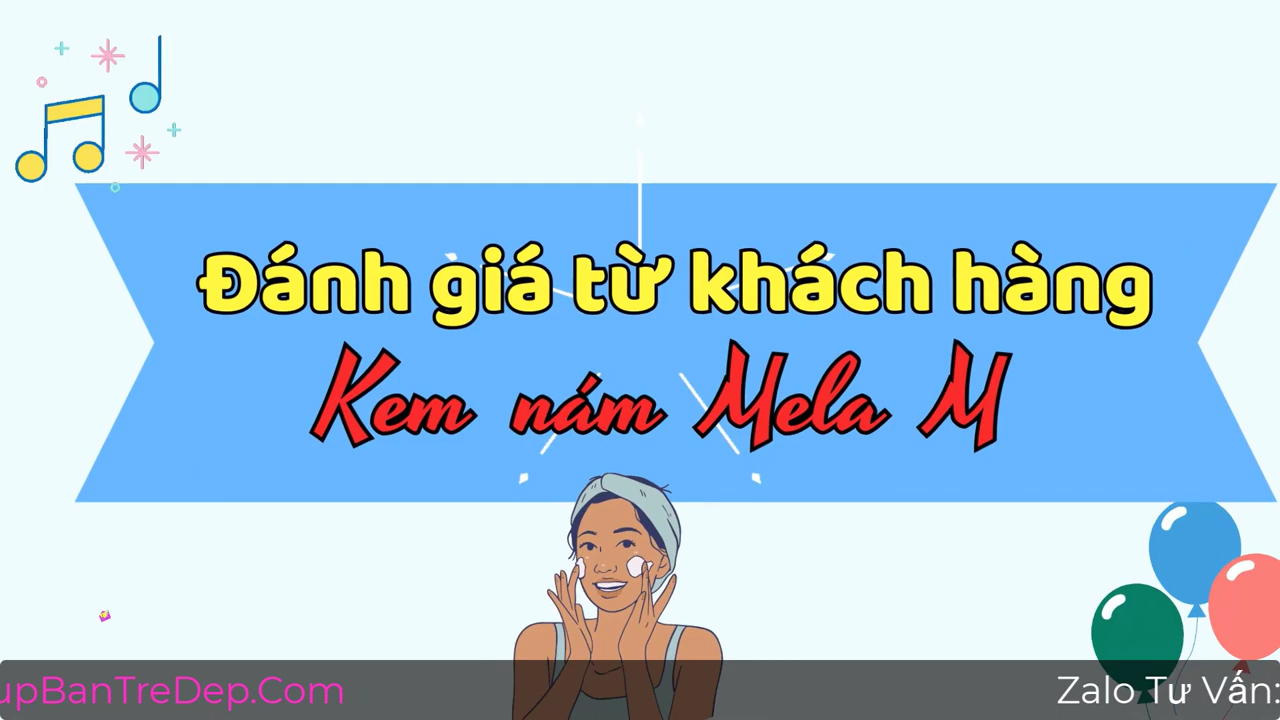 Đánh giá từ khách hàng
Kem nám Mela M
upBanTreDep.Com
Zalo Tư Vấn: